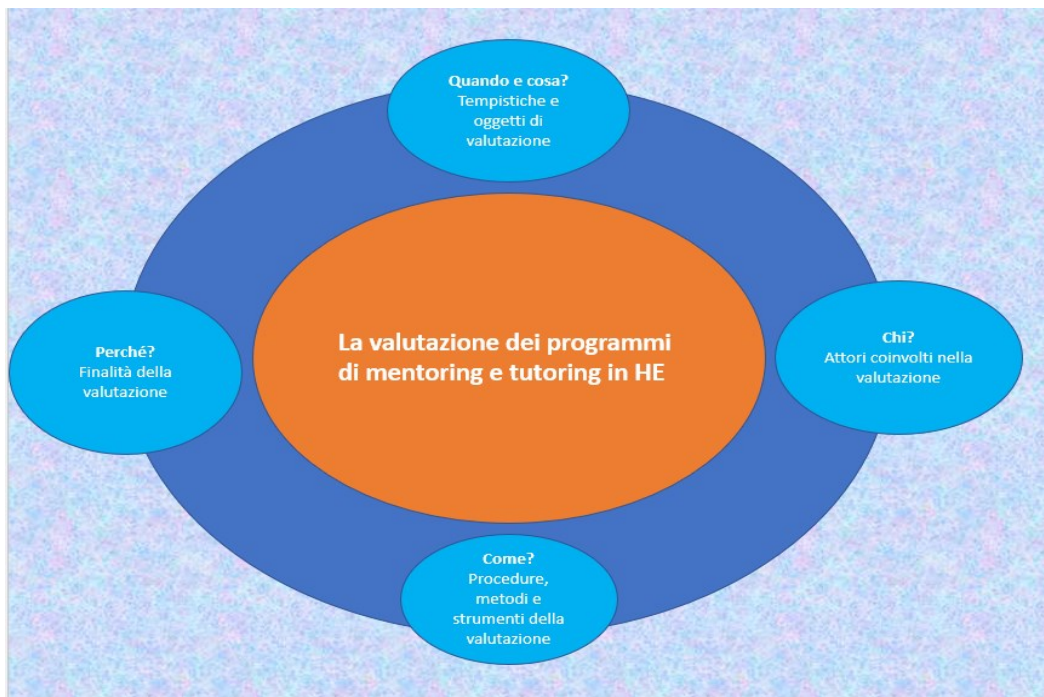 Quando e cosa?
Tempistiche e
oggetti di
valutazione
Perché?
Finalità della
valutazione
La valutazione dei programmi
di mentoring e tutoring in HE
Chi?
Attori coinvolti nella
valutazione
Come?
Procedure,
metodi e
strumenti della
valutazione